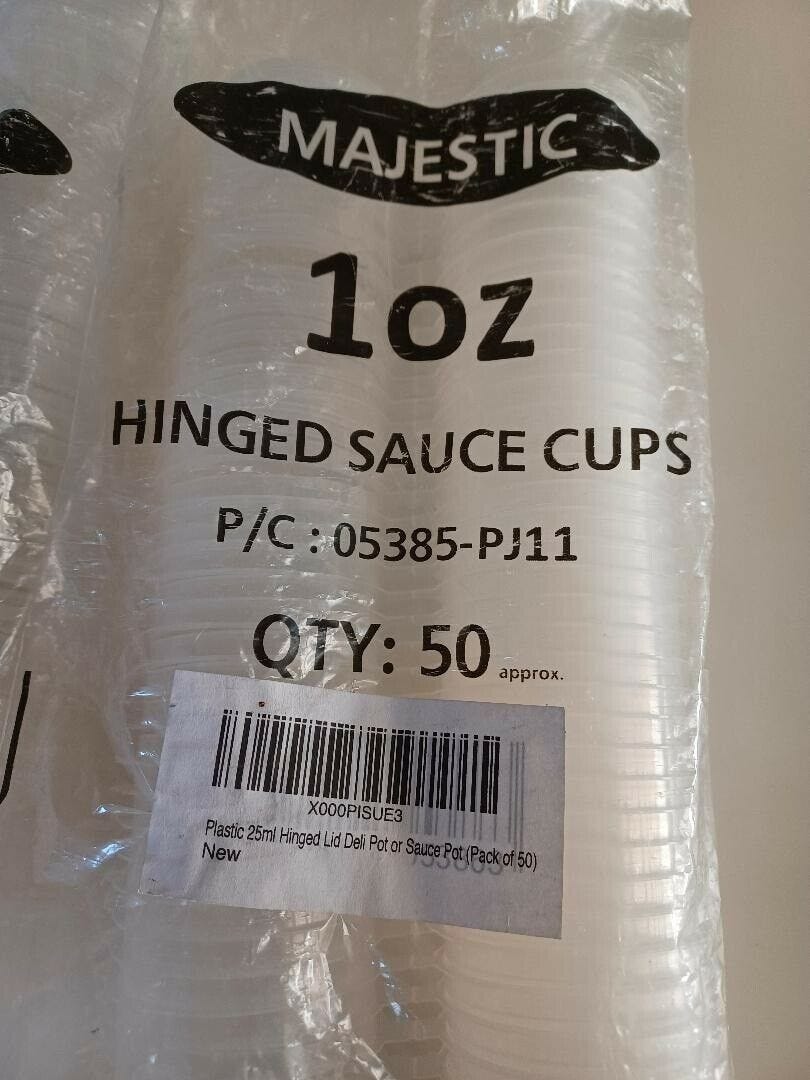 MAJESTIC
1oz
HINGED SAUCE CUPS
P/C : 05385-PJ11
QTY: 50 approx.
X000PISUE3
Plastic 25ml Hinged Lid Deli Pot or Sauce Pot (Pack of 50)
New